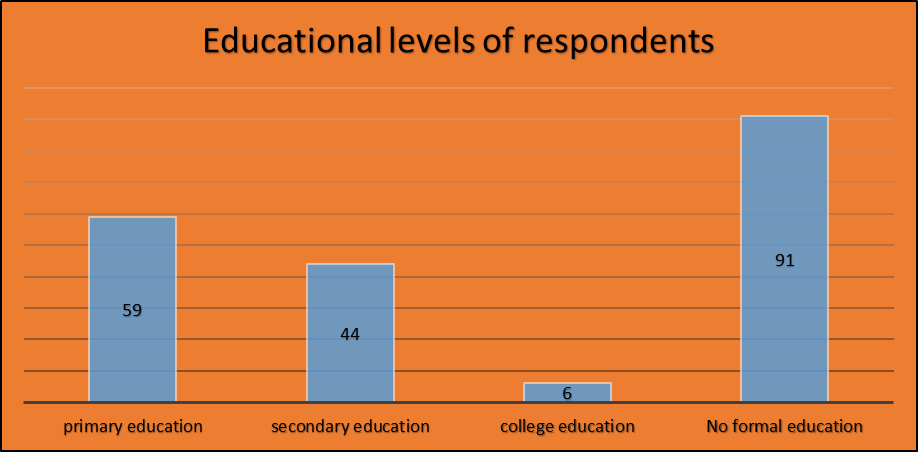 Educational levels of respondents
59
44
6
91
primary education
secondary education
college education
No formal education